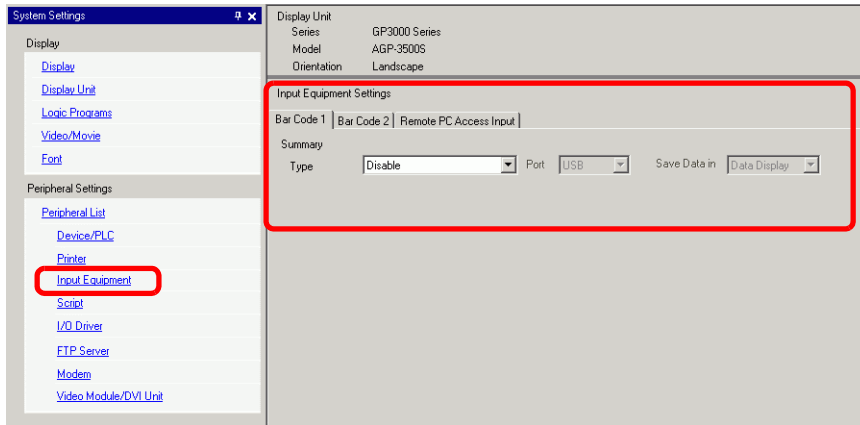 System Settings
Display
Display
Display Unit
Logic Programs
Video/Movie
Font
Peripheral Settings
Peripheral List
Device/PLC
Printer
Input Equipment
Script
I/O Driver
FTP Server
Modem
Video Module/DVI Unit
Display Unit
Series GP3000 Series
Model AGP-3500S
Orientation Landscape
Input Equipment Settings
Bar Code 1 Bar Code 2 Remote PC Access Input
Summary
Type Disable Port USB Save Data in Data Display